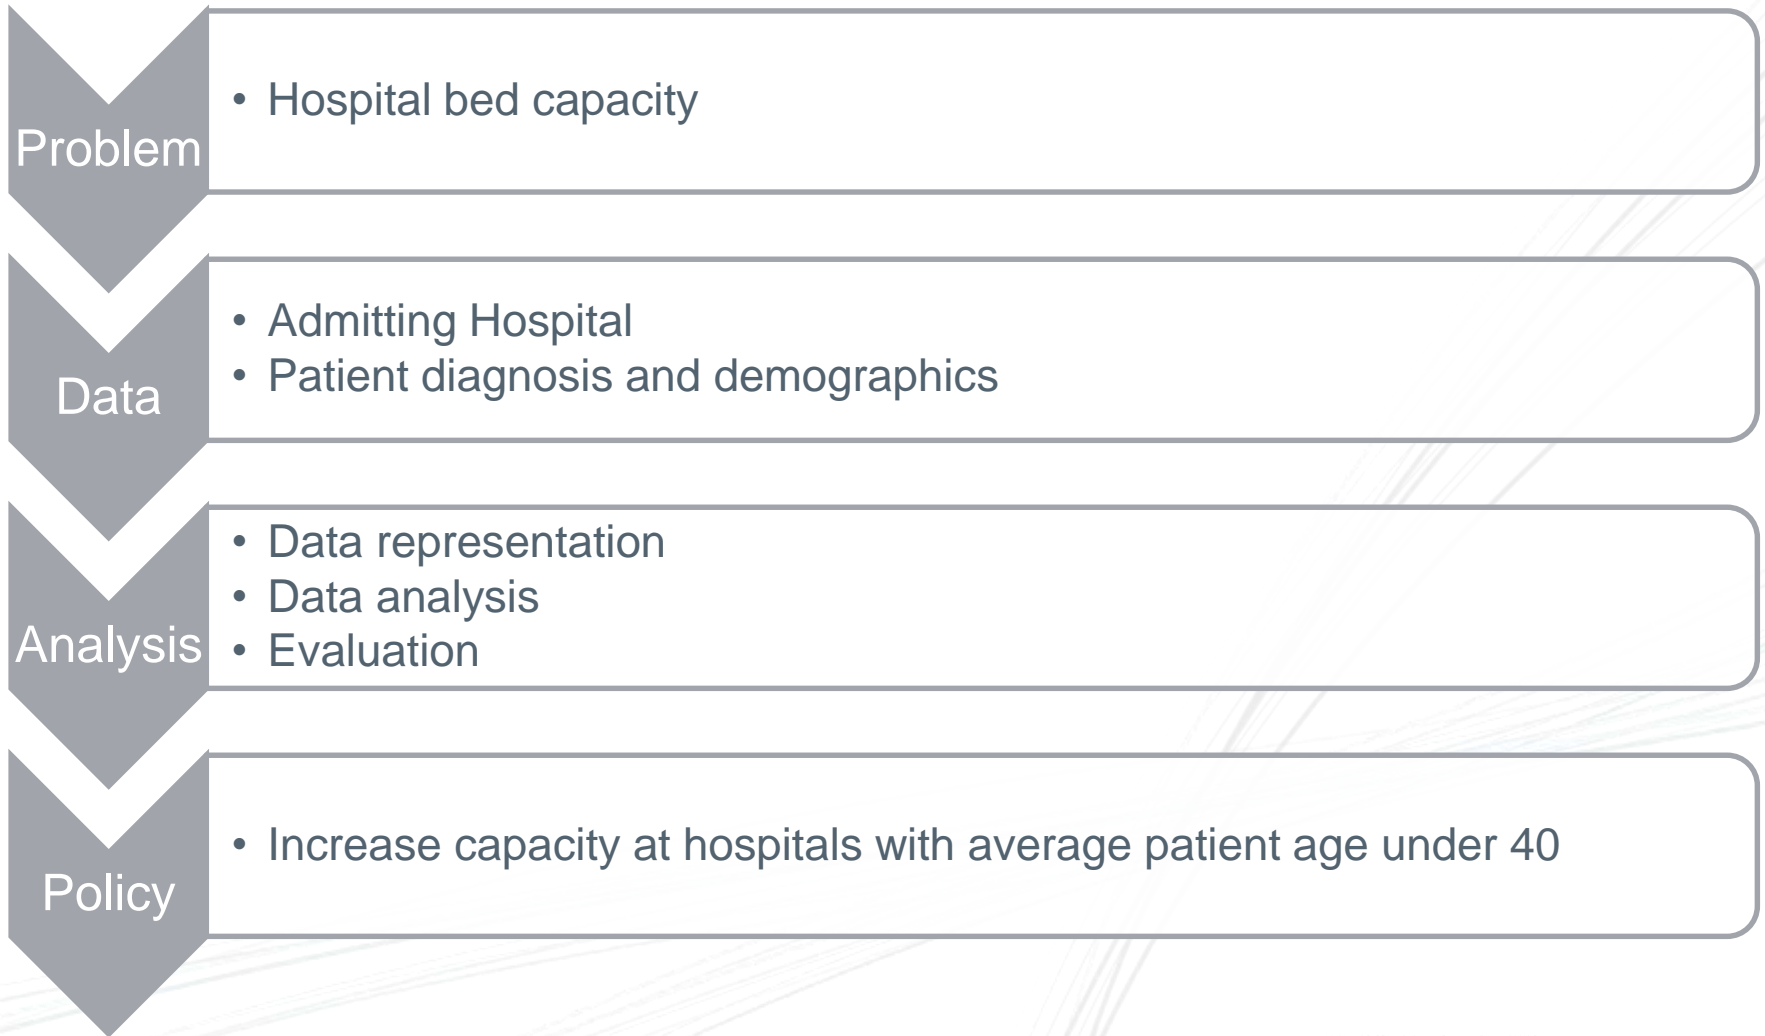 Problem
• Hospital bed capacity
Data
• Admitting Hospital
• Patient diagnosis and demographics
Analysis
• Data representation
• Data analysis
• Evaluation
Policy
• Increase capacity at hospitals with average patient age under 40